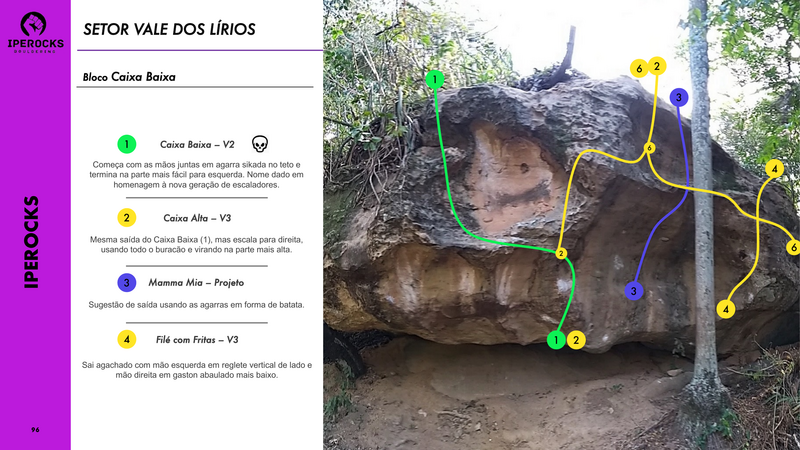 IPEROCKS
BOULDERING
SETOR VALE DOS LÍRIOS
Bloco Caixa Baixa
1 Caixa Baixa – V2
Começa com as mãos juntas em agarra sikada no teto e
termina na parte mais fácil para esquerda. Nome dado em
homenagem à nova geração de escaladores.
2 Caixa Alta – V3
Mesma saída do Caixa Baixa (1), mas escala para direita,
usando todo o buracão e virando na parte mais alta.
3 Mamma Mia – Projeto
Sugestão de saída usando as agarras em forma de batata.
4 Filé com Fritas – V3
Sai agachado com mão esquerda em reglete vertical de lado e
mão direita em gaston abaulado mais baixo.
IPEROCKS
96
1
6 2
3
6
4
6
2
3
4
1 2